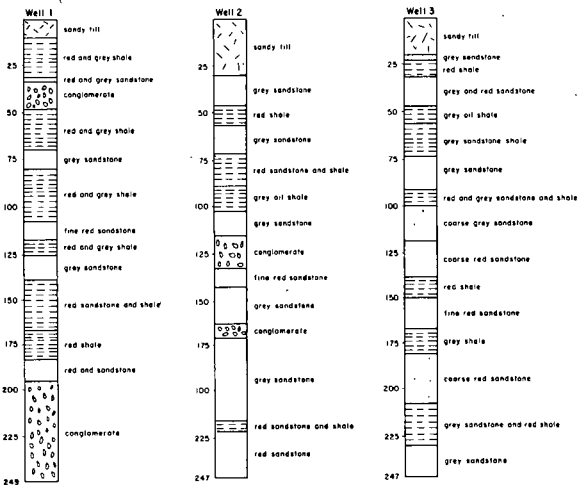 Well 1
sandy till
red and grey shale
25
red and grey sandstone
conglomerate
50
red and grey shale
75
grey sandstone
red and grey shale
100
fine red sandstone
125
red and grey shale
grey sandstone
150
red sandstone and shale
175
red shale
red and sandstone
200
conglomerate
225
249
Well 2
sandy till
25
grey sandstone
50
red shale
grey sandstone
75
red sandstone and shale
grey oil shale
100
grey sandstone
125
conglomerate
fine red sandstone
150
grey sandstone
conglomerate
175
grey sandstone
100
red sandstone and shale
225
red sandstone
247
Well 3
sandy till
grey sandstone
25
red shale
grey and red sandstone
50
grey oil shale
grey sandstone shale
75
grey sandstone
red and grey sandstone and shale
100
coarse grey sandstone
125
coarse red sandstone
red shale
150
fine red sandstone
175
grey shale
coarse red sandstone
200
grey sandstone and red shale
225
grey sandstone
247